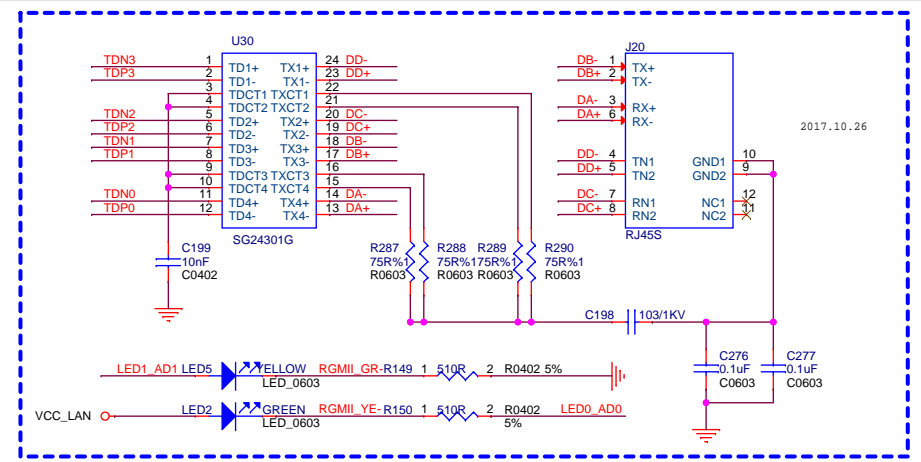 U30
TDN3 1 TD1+ TX1+ 24 DD-
TDP3 2 TD1- TX1- 23 DD+
3 TDCT1 TXCT1 22
4 TDCT2 TXCT2 21
TDN2 5 TD2+ TX2+ 20 DC-
TDP2 6 TD2- TX2- 19 DC+
TDN1 7 TD3+ TX3+ 18 DB-
TDP1 8 TD3- TX3- 17 DB+
9 TDCT3 TXCT3 16
10 TDCT4 TXCT4 15
TDN0 11 TD4+ TX4+ 14 DA-
TDP0 12 TD4- TX4- 13 DA+
SG24301G
J20
DB- 1 TX+
DB+ 2 TX-
DA- 3 RX+
DA+ 6 RX-
DD- 4 TN1 GND1 10
DD+ 5 TN2 GND2 9
DC- 7 RN1 NC1 12
DC+ 8 RN2 NC2 11
RJ45S
2017.10.26
C199
10nF
C0402
R287 R288 R289 R290
75R%1 75R%1 75R%1 75R%1
R0603 R0603 R0603 R0603
C198 103/1KV
C276 C277
0.1uF 0.1uF
C0603 C0603
LED1_AD1 LED5 YELLOW RGMII_GR- R149 1 510R 2 R0402 5%
LED_0603
VCC_LAN LED2 GREEN RGMII_YE- R150 1 510R 2 R0402 LED0_AD0
LED_0603 5%